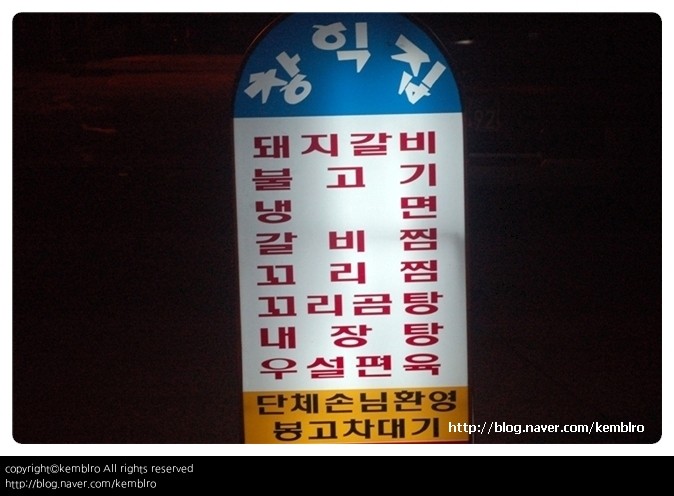 창익집
돼지갈비
불고기
냉면
갈비찜
꼬리찜
꼬리곰탕
내장탕
우설편육
단체손님환영
봉고차대기
http://blog.naver.com/kemblro
copyright©kemblro All rights reserved
http://blog.naver.com/kemblro